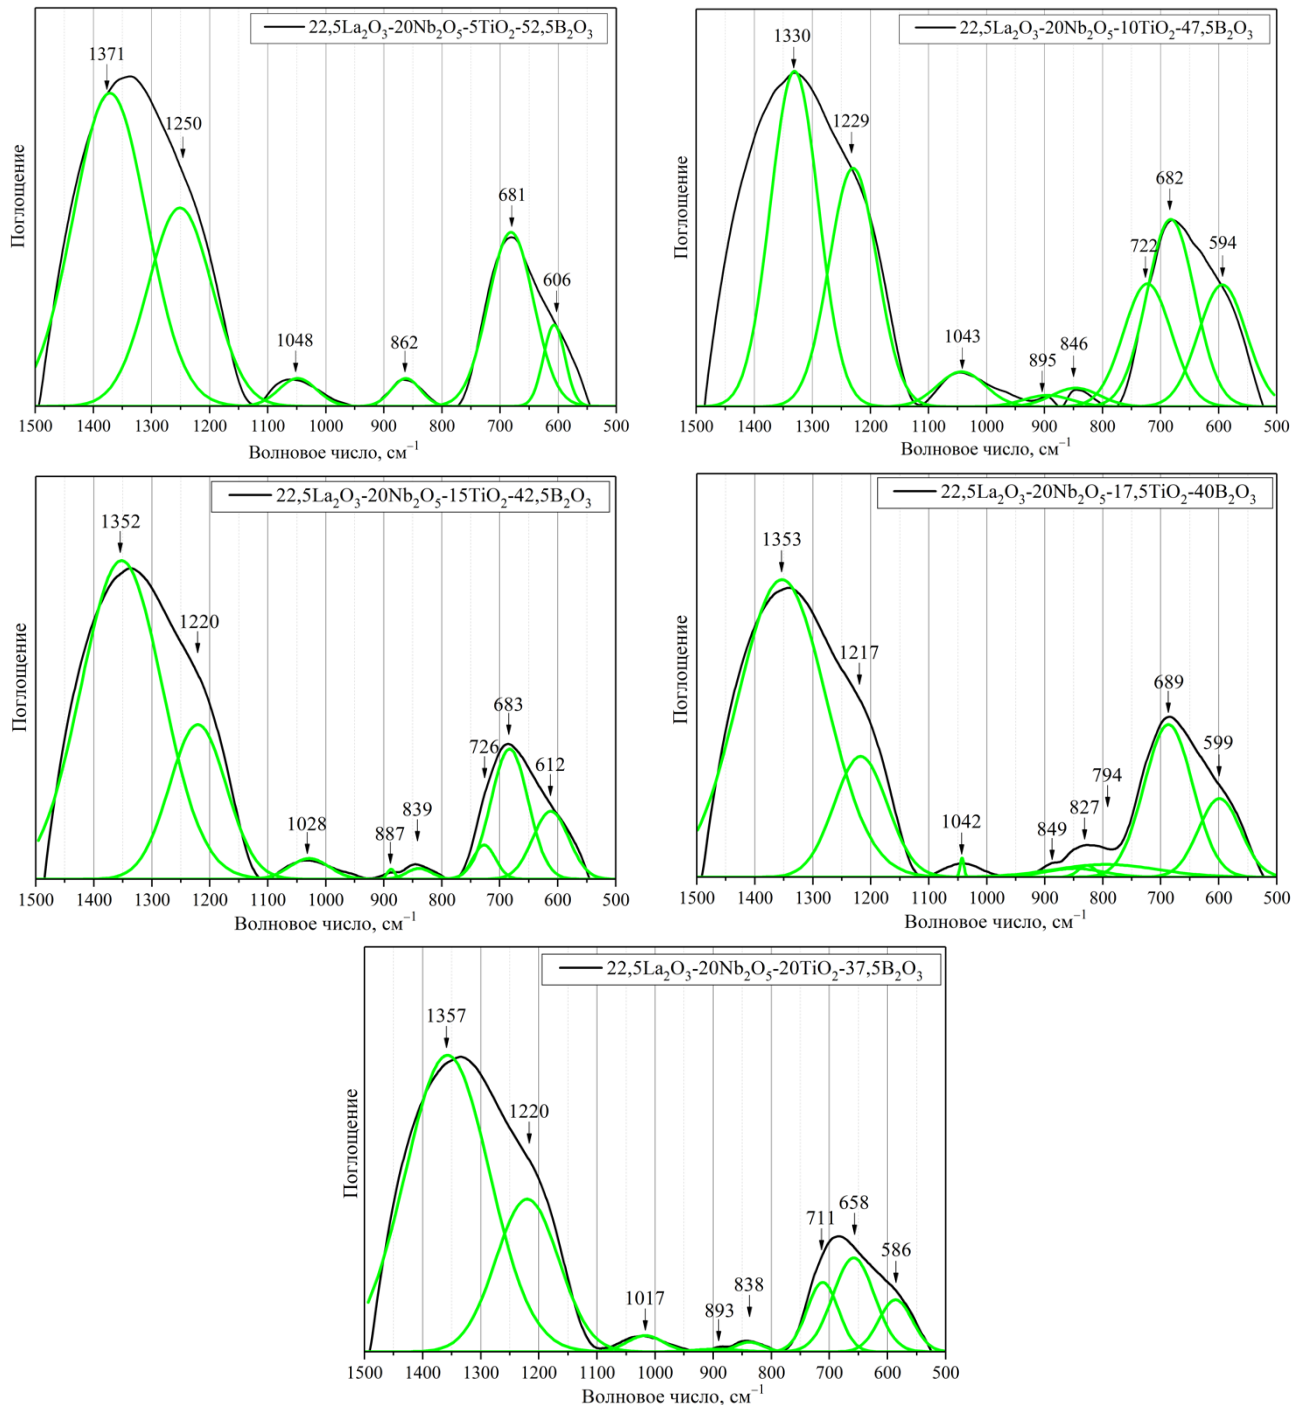 22,5La₂O₃-20Nb₂O₅-5TiO₂-52,5B₂O₃
1371
1250
1048
862
681
606
Поглощение
1500 1400 1300 1200 1100 1000 900 800 700 600 500
Волновое число, см⁻¹
22,5La₂O₃-20Nb₂O₅-10TiO₂-47,5B₂O₃
1330
1229
1043
895
846
722
682
594
Поглощение
1500 1400 1300 1200 1100 1000 900 800 700 600 500
Волновое число, см⁻¹
22,5La₂O₃-20Nb₂O₅-15TiO₂-42,5B₂O₃
1352
1220
1028
887
839
726
683
612
Поглощение
1500 1400 1300 1200 1100 1000 900 800 700 600 500
Волновое число, см⁻¹
22,5La₂O₃-20Nb₂O₅-17,5TiO₂-40B₂O₃
1353
1217
1042
849
827
794
689
599
Поглощение
1500 1400 1300 1200 1100 1000 900 800 700 600 500
Волновое число, см⁻¹
22,5La₂O₃-20Nb₂O₅-20TiO₂-37,5B₂O₃
1357
1220
1017
893
838
711
658
586
Поглощение
1500 1400 1300 1200 1100 1000 900 800 700 600 500
Волновое число, см⁻¹